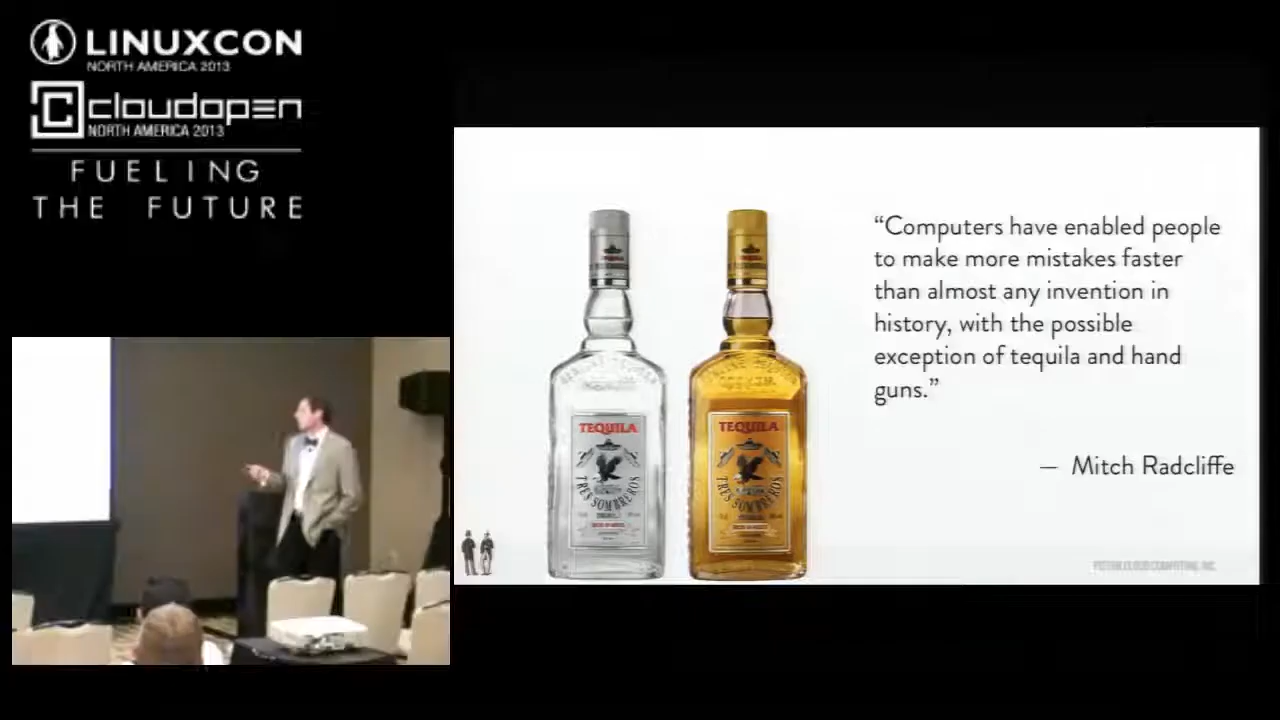 LINUXCON
NORTH AMERICA 2013
cloudopen
NORTH AMERICA 2013
FUELING
THE FUTURE
“Computers have enabled people
to make more mistakes faster
than almost any invention in
history, with the possible
exception of tequila and hand
guns.”
— Mitch Radcliffe
TEQUILA
TRES SOMBREROS
TEQUILA
TRES SOMBREROS